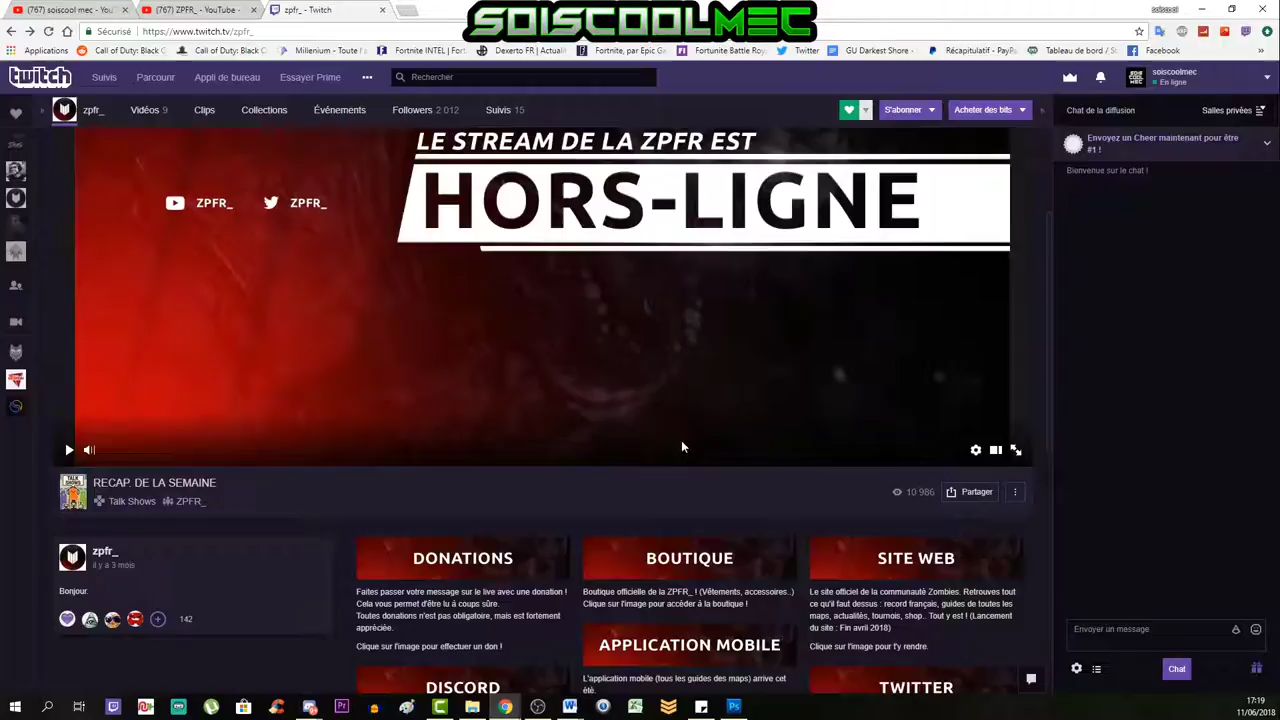 (767) soiscool mec - You
(767) ZPFR_ - YouTube -
zpfr_ - Twitch
SOISCOOLMEC
soiscool
Sécurisé https://www.twitch.tv/zpfr_
Applications
Call of Duty: Black O
Call of Duty: Black C
Millenium - Toute l'a
Fortnite INTEL | Fort
Dexerto FR | Actuali
Fortnite, par Epic Ga
Fortunite Battle Roy
Twitter
GU Darkest Shore:
Récapitulatif - PayPa
Tableau de bord / So
Facebook
twitch
Suivis
Parcourir
Appli de bureau
Essayer Prime
Rechercher
soiscoolmec
En ligne
zpfr_
Vidéos 9
Clips
Collections
Événements
Followers 2 012
Suivis 15
S'abonner
Acheter des bits
Chat de la diffusion
Salles privées
Envoyez un Cheer maintenant pour être
#1 !
Bienvenue sur le chat !
LE STREAM DE LA ZPFR EST
HORS-LIGNE
ZPFR_
ZPFR_
RECAP. DE LA SEMAINE
Talk Shows
ZPFR_
10 986
Partager
zpfr_
il y a 3 mois
Bonjour.
142
DONATIONS
Faites passer votre message sur le live avec une donation !
Cela vous permet d'être lu à coups sûre.
Toutes donations n'est pas obligatoire, mais est fortement
appréciée.
Clique sur l'image pour effectuer un don !
DISCORD
BOUTIQUE
Boutique officielle de la ZPFR_ ! (Vêtements, accessoires..)
Clique sur l'image pour accèder à la boutique !
APPLICATION MOBILE
L'application mobile (tous les guides des maps) arrive cet
été.
SITE WEB
Le site officiel de la communauté Zombies. Retrouves tout
ce qu'il faut dessus : record français, guides de toutes les
maps, actualités, tournois, shop.. Tout y est ! (Lancement
du site : Fin avril 2018)
Clique sur l'image pour t'y rendre.
TWITTER
Envoyer un message
Chat
17:19
11/06/2018